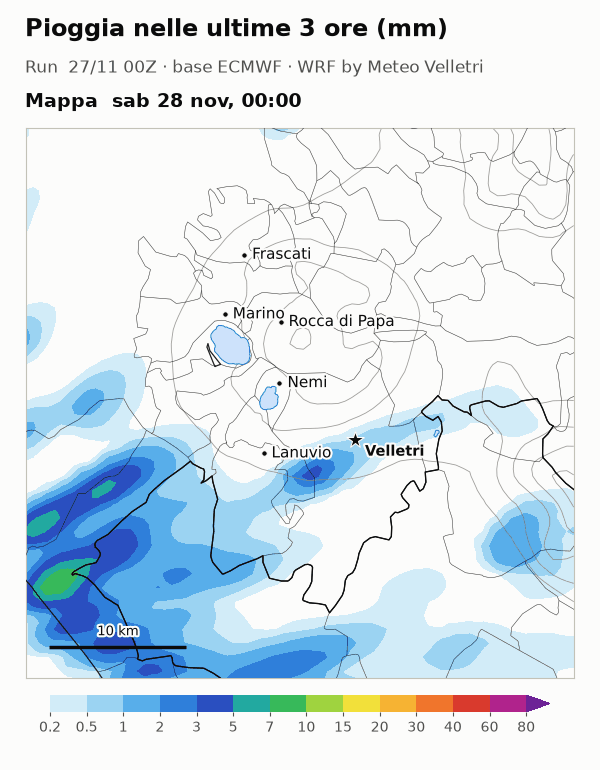 Pioggia nelle ultime 3 ore (mm)
Run  27/11 00Z · base ECMWF · WRF by Meteo Velletri
Mappa  sab 28 nov, 00:00
Frascati
Marino
Rocca di Papa
Nemi
Lanuvio
Velletri
10 km
0.2 0.5 1 2 3 5 7 10 15 20 30 40 60 80